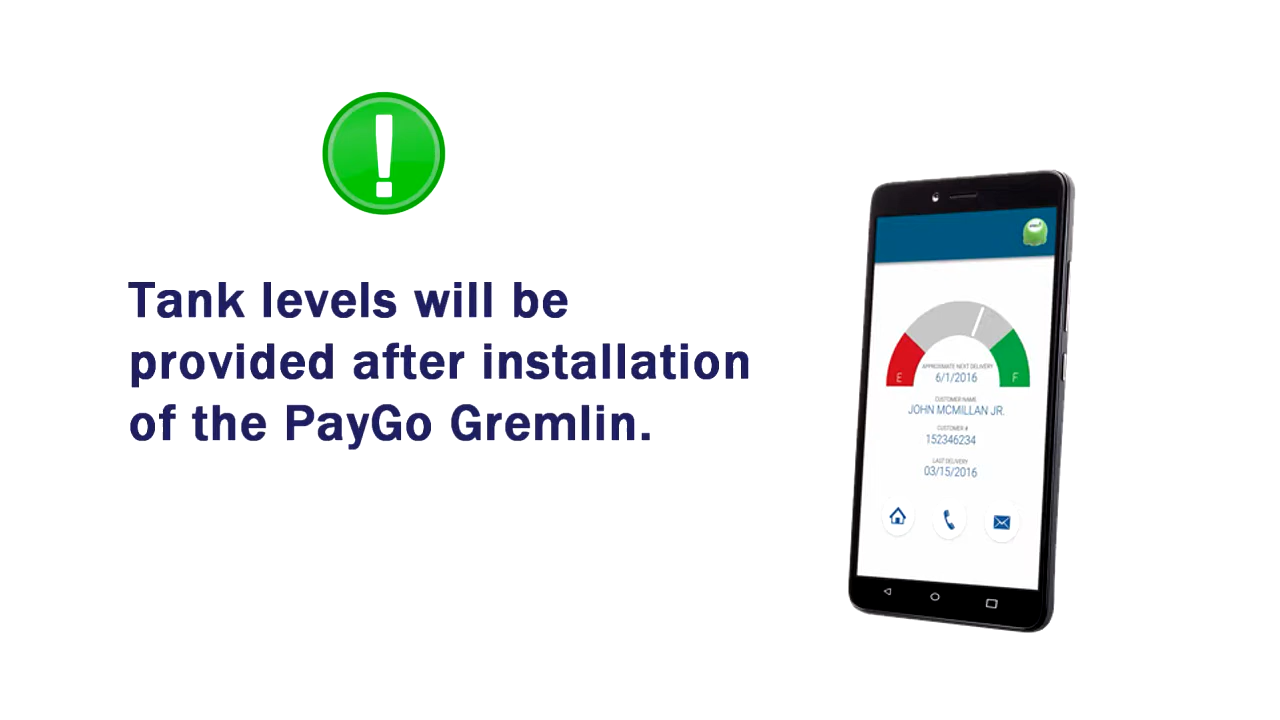 Tank levels will be
provided after installation
of the PayGo Gremlin.
E
F
APPROXIMATE NEXT DELIVERY
6/1/2016
CUSTOMER NAME
JOHN MCMILLAN JR.
CUSTOMER #
152346234
LAST DELIVERY
03/15/2016